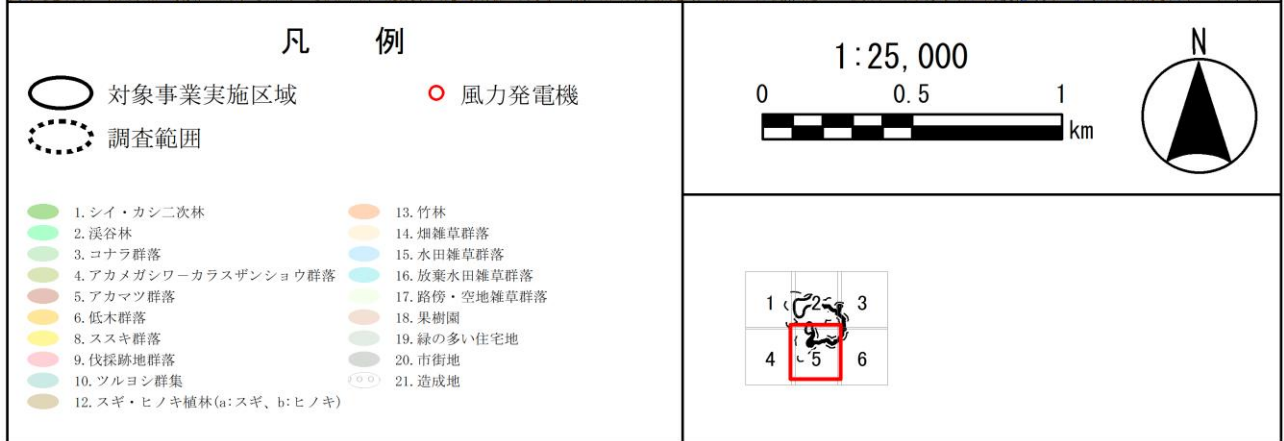 凡 例
対象事業実施区域
風力発電機
調査範囲
1.シイ・カシ二次林
2.渓谷林
3.コナラ群落
4.アカメガシワ－カラスザンショウ群落
5.アカマツ群落
6.低木群落
8.ススキ群落
9.伐採跡地群落
10.ツルヨシ群集
12.スギ・ヒノキ植林(a:スギ、b:ヒノキ)
13.竹林
14.畑雑草群落
15.水田雑草群落
16.放棄水田雑草群落
17.路傍・空地雑草群落
18.果樹園
19.緑の多い住宅地
20.市街地
21.造成地
1:25,000
0 0.5 1
km
N
1 2 3
4 5 6